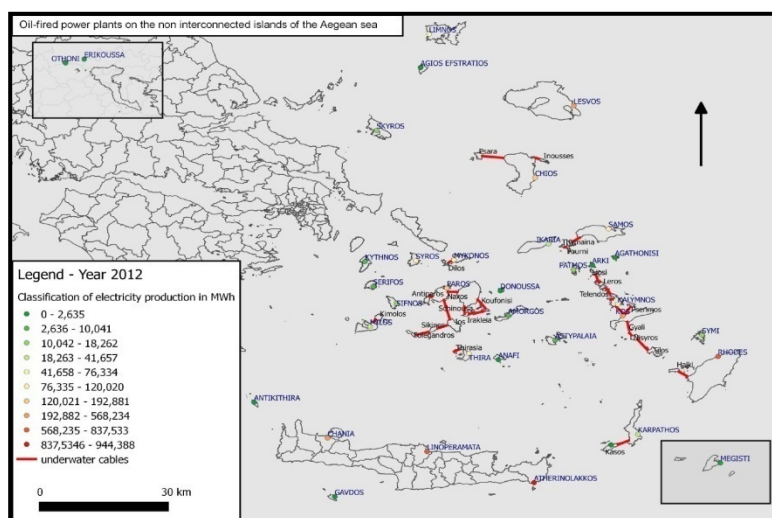 Oil-fired power plants on the non interconnected islands of the Aegean sea
LIMNOS
OTHONI
ERIKOUSSA
AGIOS EFSTRATIOS
LESVOS
SKYROS
Psara
Inousses
CHIOS
SAMOS
IKARIA
Thymaina
Fourni
KYTHNOS
SYROS
MYKONOS
Dilos
PATMOS
ARKI
AGATHONISI
Lipsi
Leros
SERIFOS
Antiparos
PAROS
Naxos
DONOUSSA
Telendos
KALYMNOS
Pserimos
SIFNOS
Schinousa
Koufonisi
Kimolos
Irakleia
AMORGOS
KOS
MILOS
Sikinos
Ios
Folegandros
Gyali
ASTYPALAIA
Nisyros
SYMI
Tilos
Thirasia
THIRA
ANAFI
RHODES
Halki
ANTIKITHIRA
CHANIA
LINOPERAMATA
KARPATHOS
Kasos
MEGISTI
ATHERINOLAKKOS
GAVDOS
Legend - Year 2012
Classification of electricity production in MWh
0 - 2,635
2,636 - 10,041
10,042 - 18,262
18,263 - 41,657
41,658 - 76,334
76,335 - 120,020
120,021 - 192,881
192,882 - 568,234
568,235 - 837,533
837,5346 - 944,388
underwater cables
0
30 km